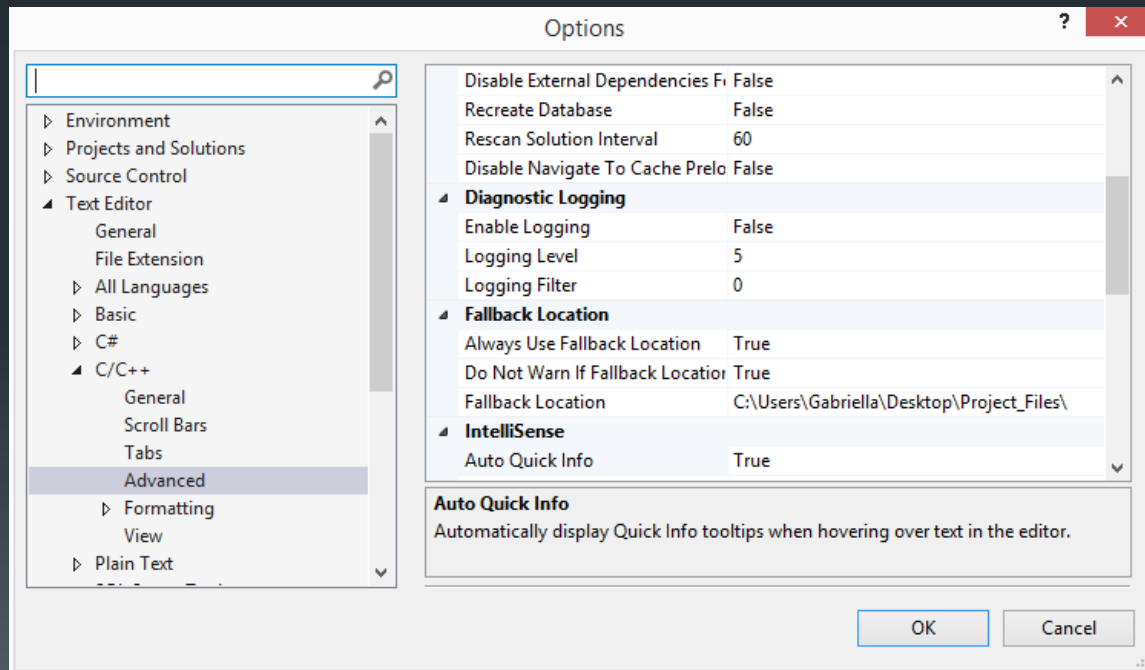 Options
?
Environment
Projects and Solutions
Source Control
Text Editor
General
File Extension
All Languages
Basic
C#
C/C++
General
Scroll Bars
Tabs
Advanced
Formatting
View
Plain Text
Disable External Dependencies F False
Recreate Database False
Rescan Solution Interval 60
Disable Navigate To Cache Prelo False
Diagnostic Logging
Enable Logging False
Logging Level 5
Logging Filter 0
Fallback Location
Always Use Fallback Location True
Do Not Warn If Fallback Location True
Fallback Location C:\Users\Gabriella\Desktop\Project_Files\
IntelliSense
Auto Quick Info True
Auto Quick Info
Automatically display Quick Info tooltips when hovering over text in the editor.
OK Cancel